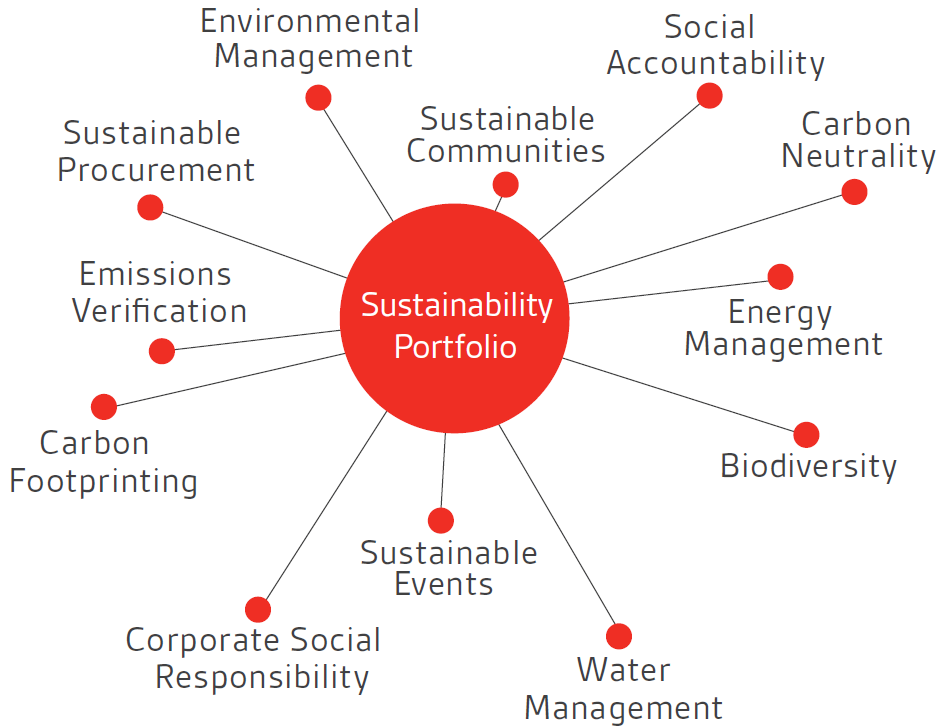 Environmental
Management
Social
Accountability
Sustainable
Communities
Carbon
Neutrality
Sustainable
Procurement
Emissions
Verification
Sustainability
Portfolio
Energy
Management
Carbon
Footprinting
Biodiversity
Sustainable
Events
Corporate Social
Responsibility
Water
Management